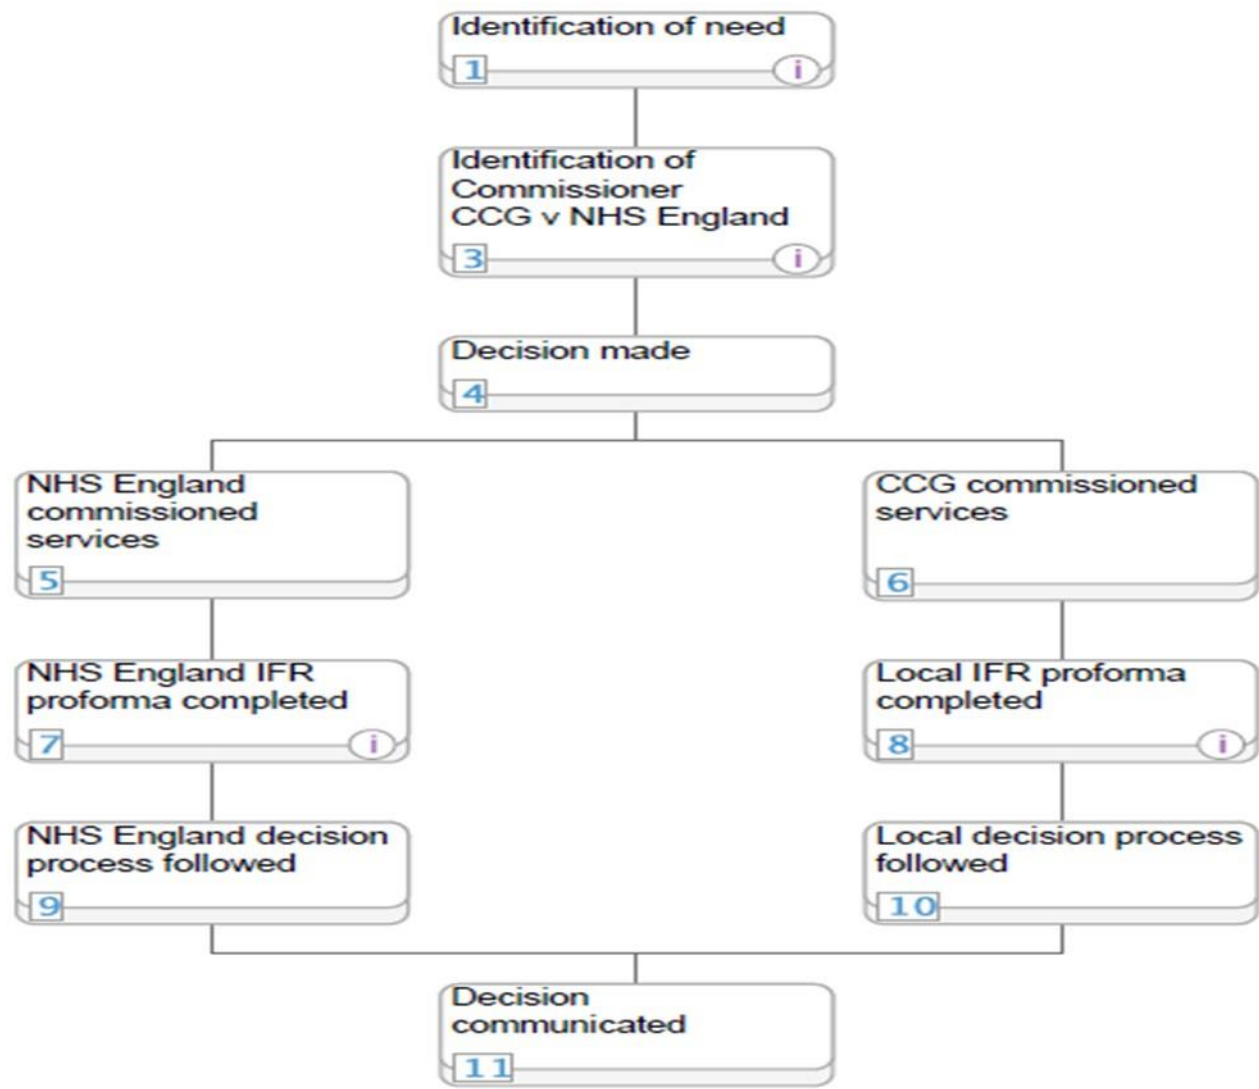 Identification of need
1
i
Identification of
Commissioner
CCG v NHS England
3
i
Decision made
4
NHS England
commissioned
services
5
CCG commissioned
services
6
NHS England IFR
proforma completed
7
i
Local IFR proforma
completed
8
i
NHS England decision
process followed
9
Local decision process
followed
10
Decision
communicated
11